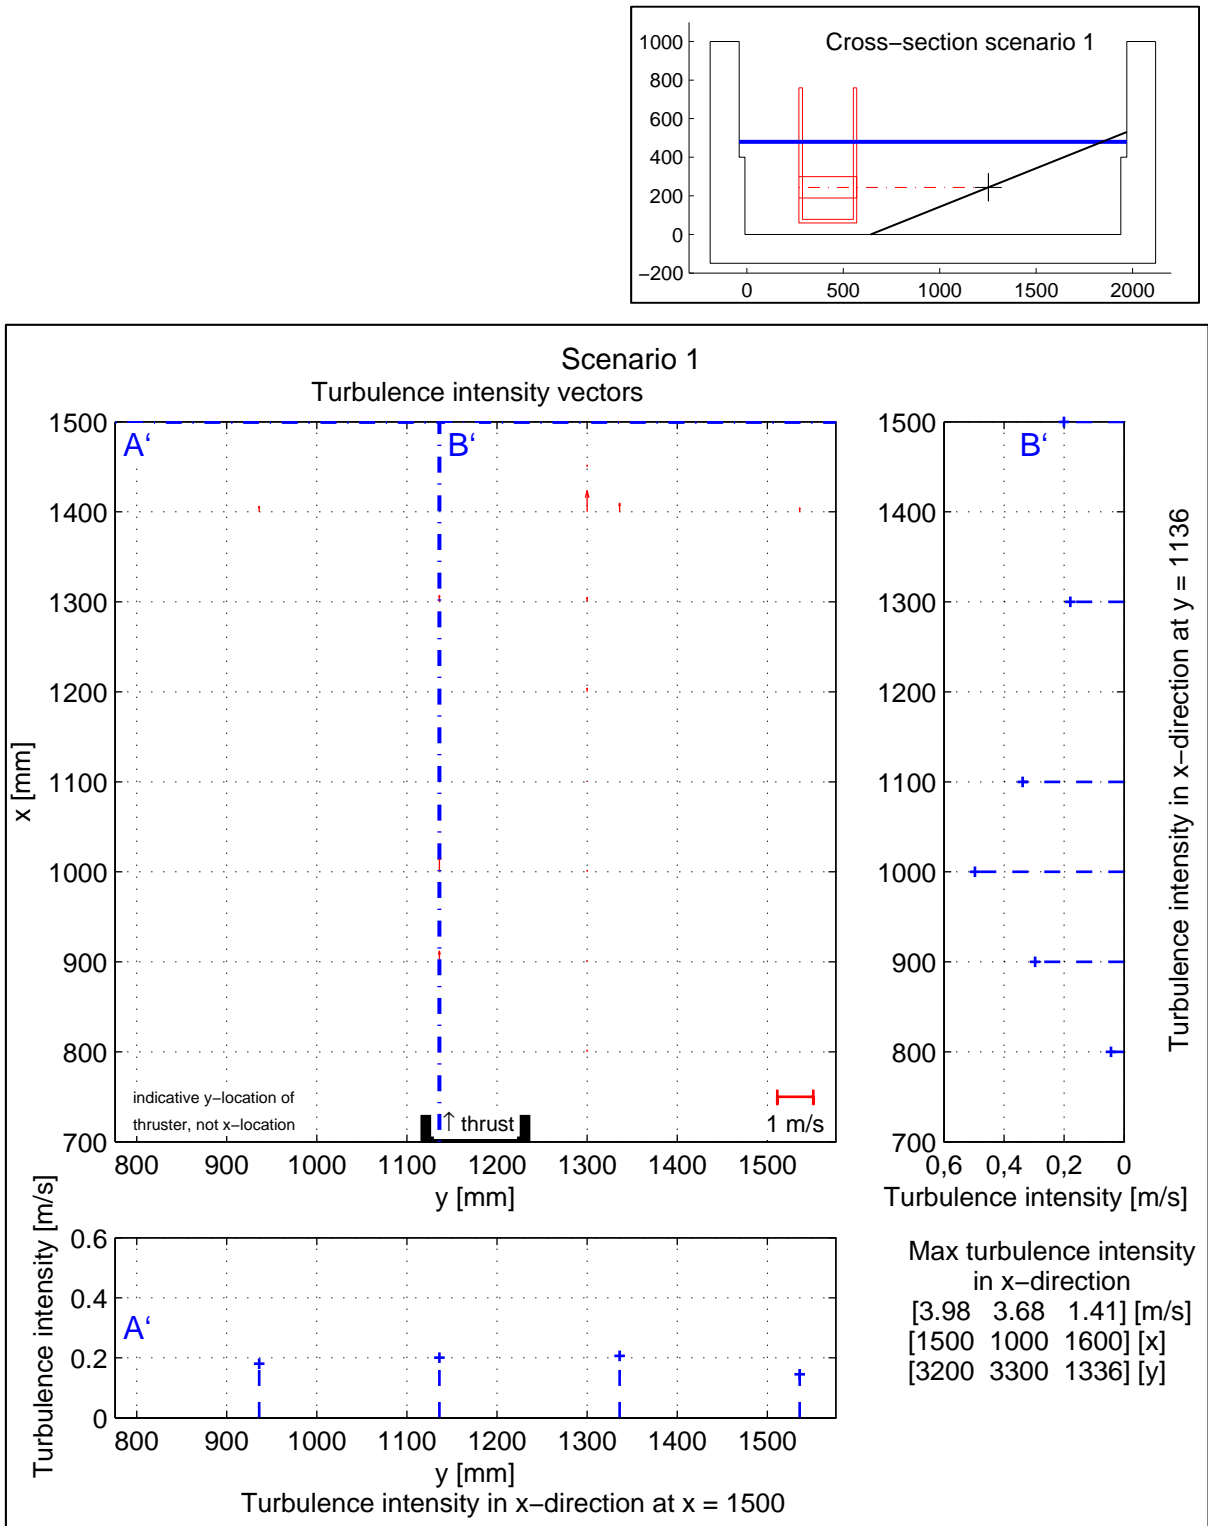 Cross−section scenario 1
1000
800
600
400
200
0
−200
0 500 1000 1500 2000
Scenario 1
Turbulence intensity vectors
A‘ B‘
1500
1400
1300
1200
1100
1000
900
800
700
x [mm]
indicative y−location of
thruster, not x−location
↑ thrust
1 m/s
800 900 1000 1100 1200 1300 1400 1500
y [mm]
B‘
1500
1400
1300
1200
1100
1000
900
800
700
0,6 0,4 0,2 0
Turbulence intensity [m/s]
Turbulence intensity in x−direction at y = 1136
Turbulence intensity [m/s]
0.6
0.4
0.2
0
A‘
800 900 1000 1100 1200 1300 1400 1500
y [mm]
Turbulence intensity in x−direction at x = 1500
Max turbulence intensity
in x−direction
[3.98 3.68 1.41] [m/s]
[1500 1000 1600] [x]
[3200 3300 1336] [y]